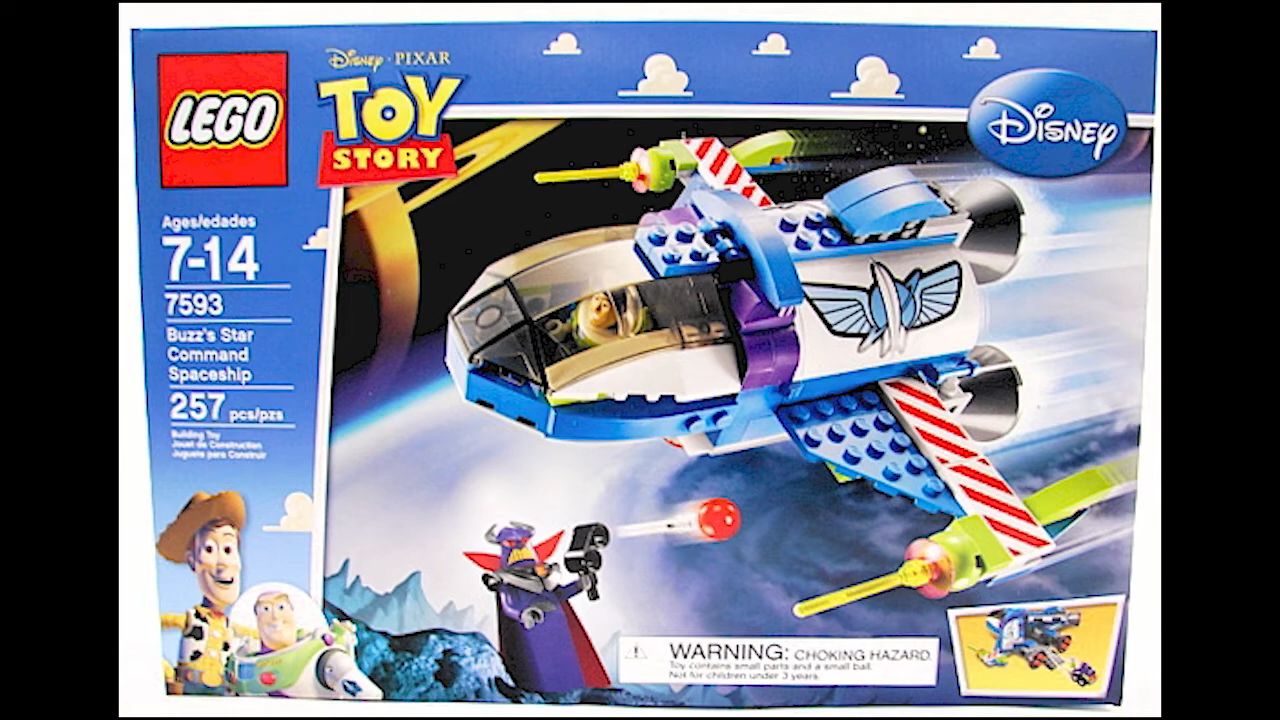 LEGO
Disney · PIXAR
TOY
STORY
Disney
Ages/edades
7-14
7593
Buzz's Star
Command
Spaceship
257 pcs/pzs
Building Toy
Jouet de Construction
Juguete para Construir
WARNING: CHOKING HAZARD.
Toy contains small parts and a small ball.
Not for children under 3 years.